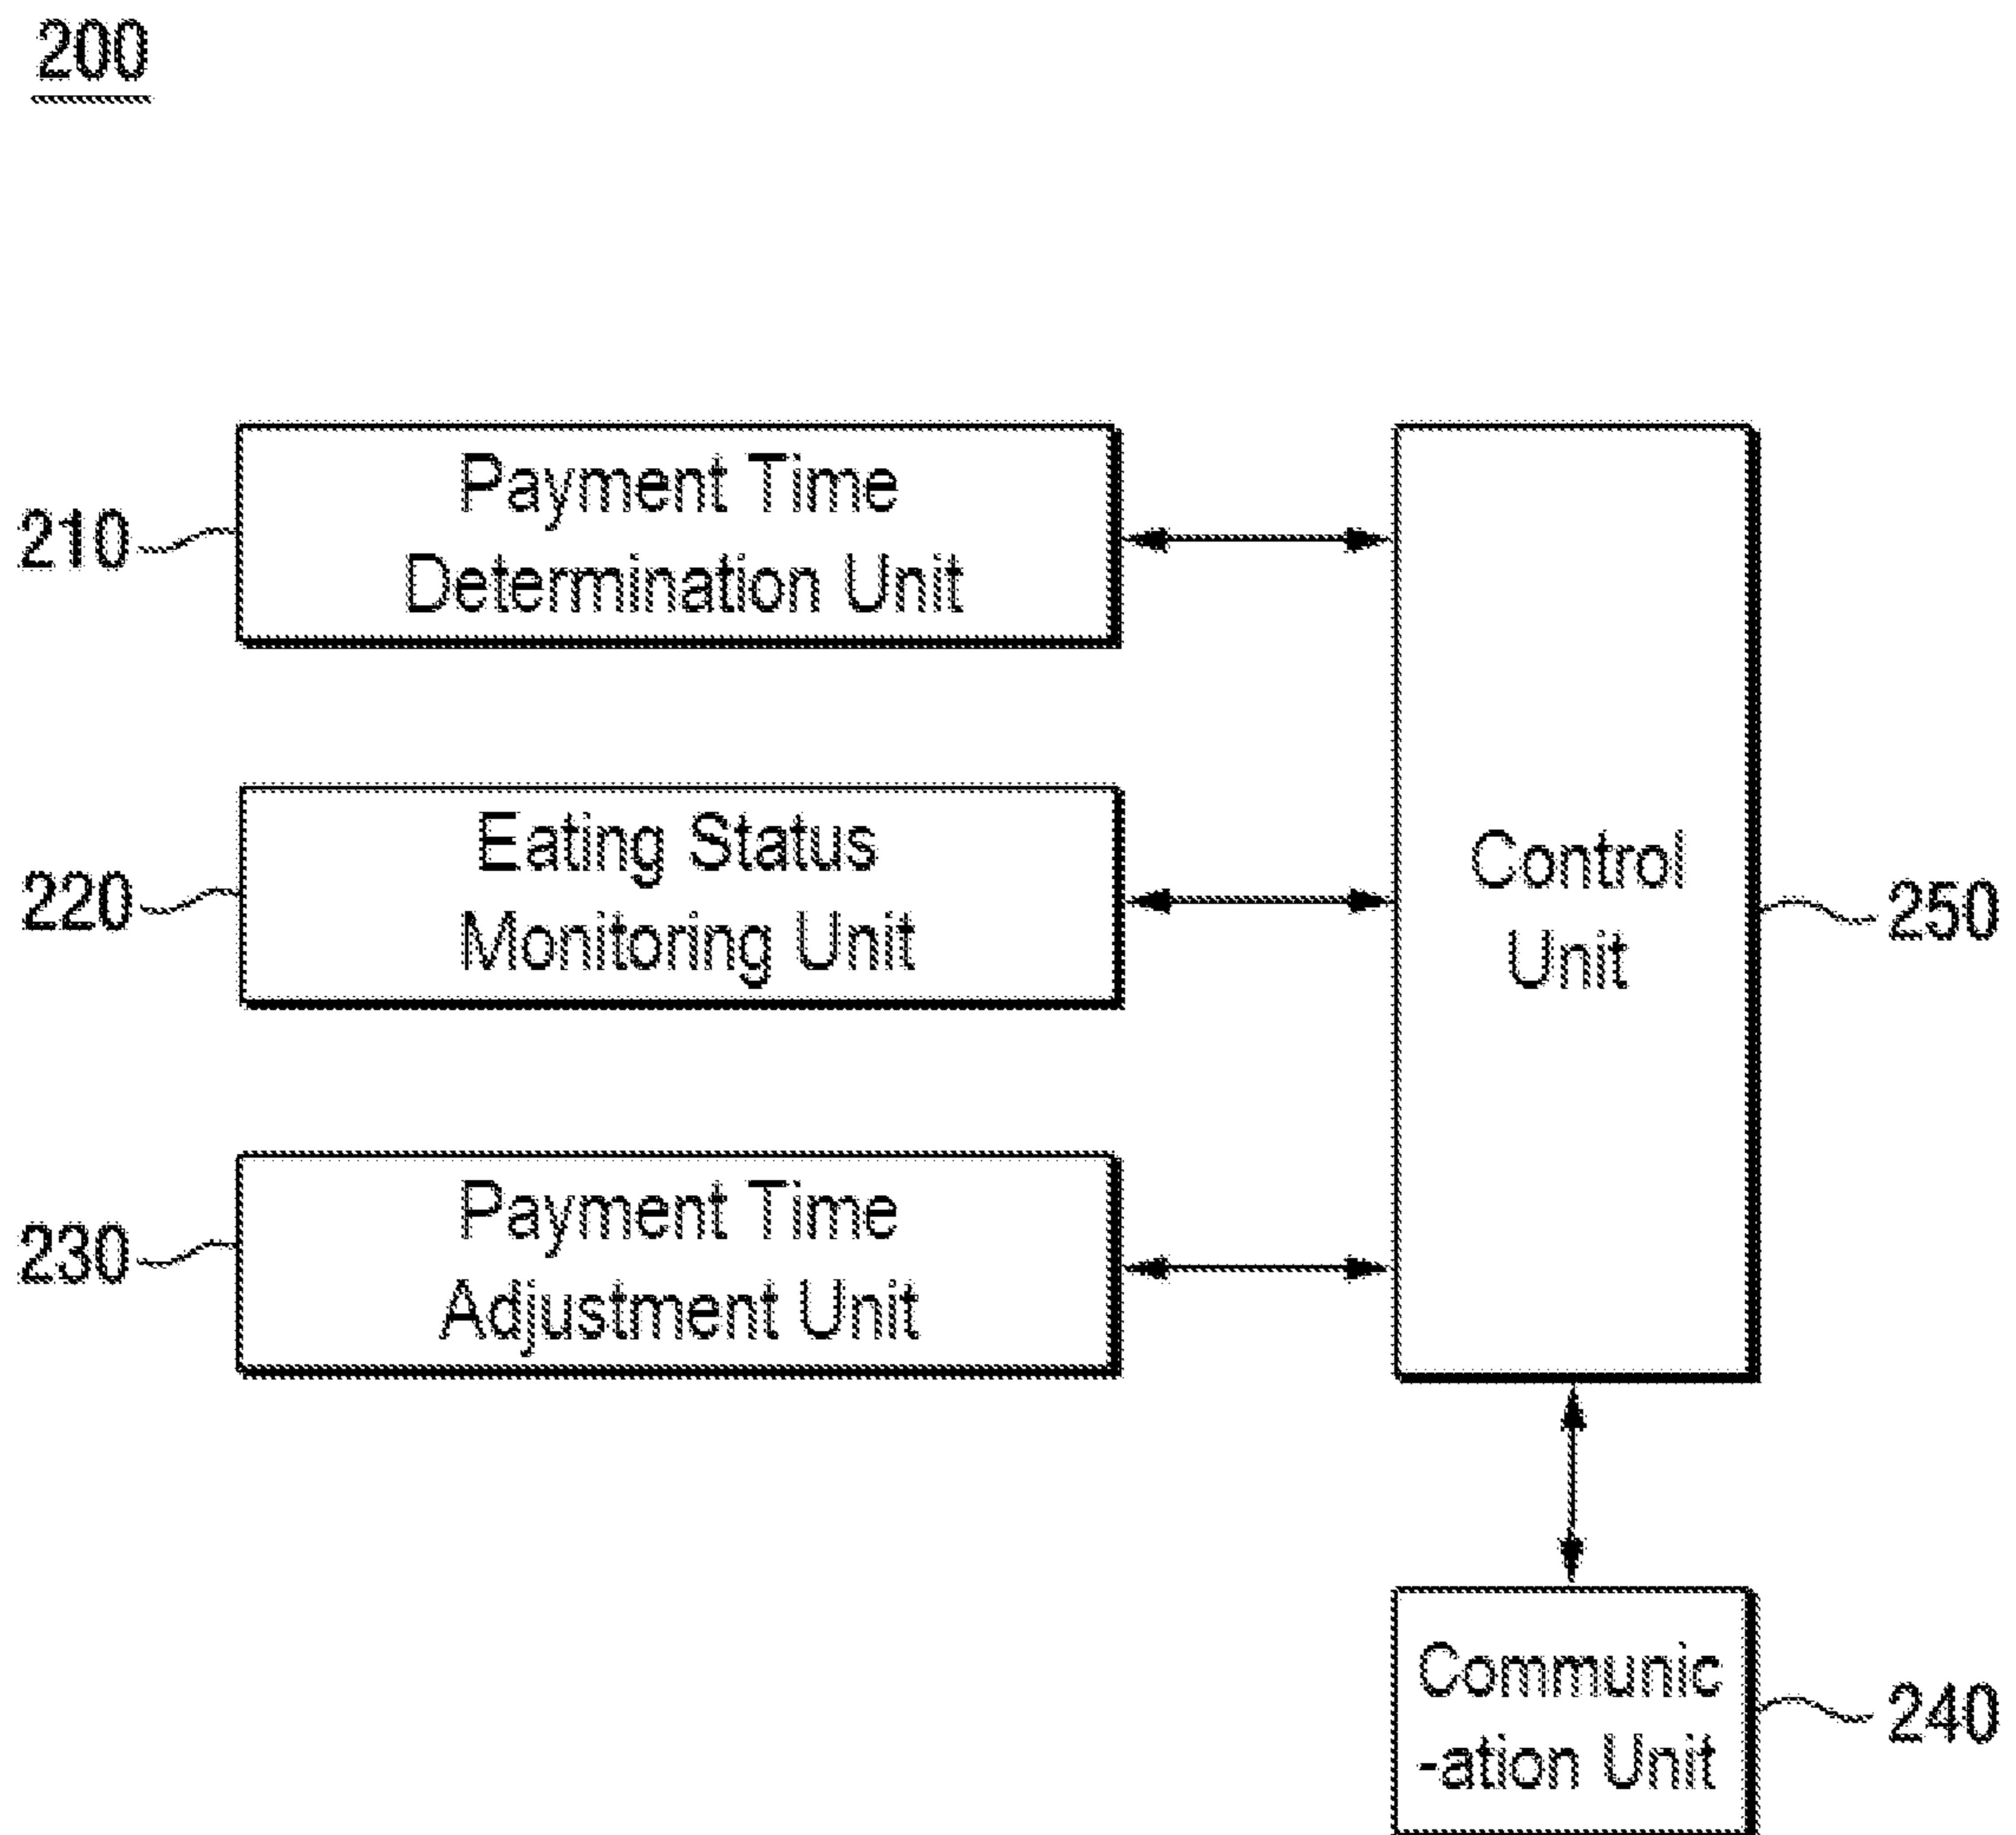 200
210
Payment Time
Determination Unit
220
Eating Status
Monitoring Unit
230
Payment Time
Adjustment Unit
Control
Unit
250
Communic
-ation Unit
240